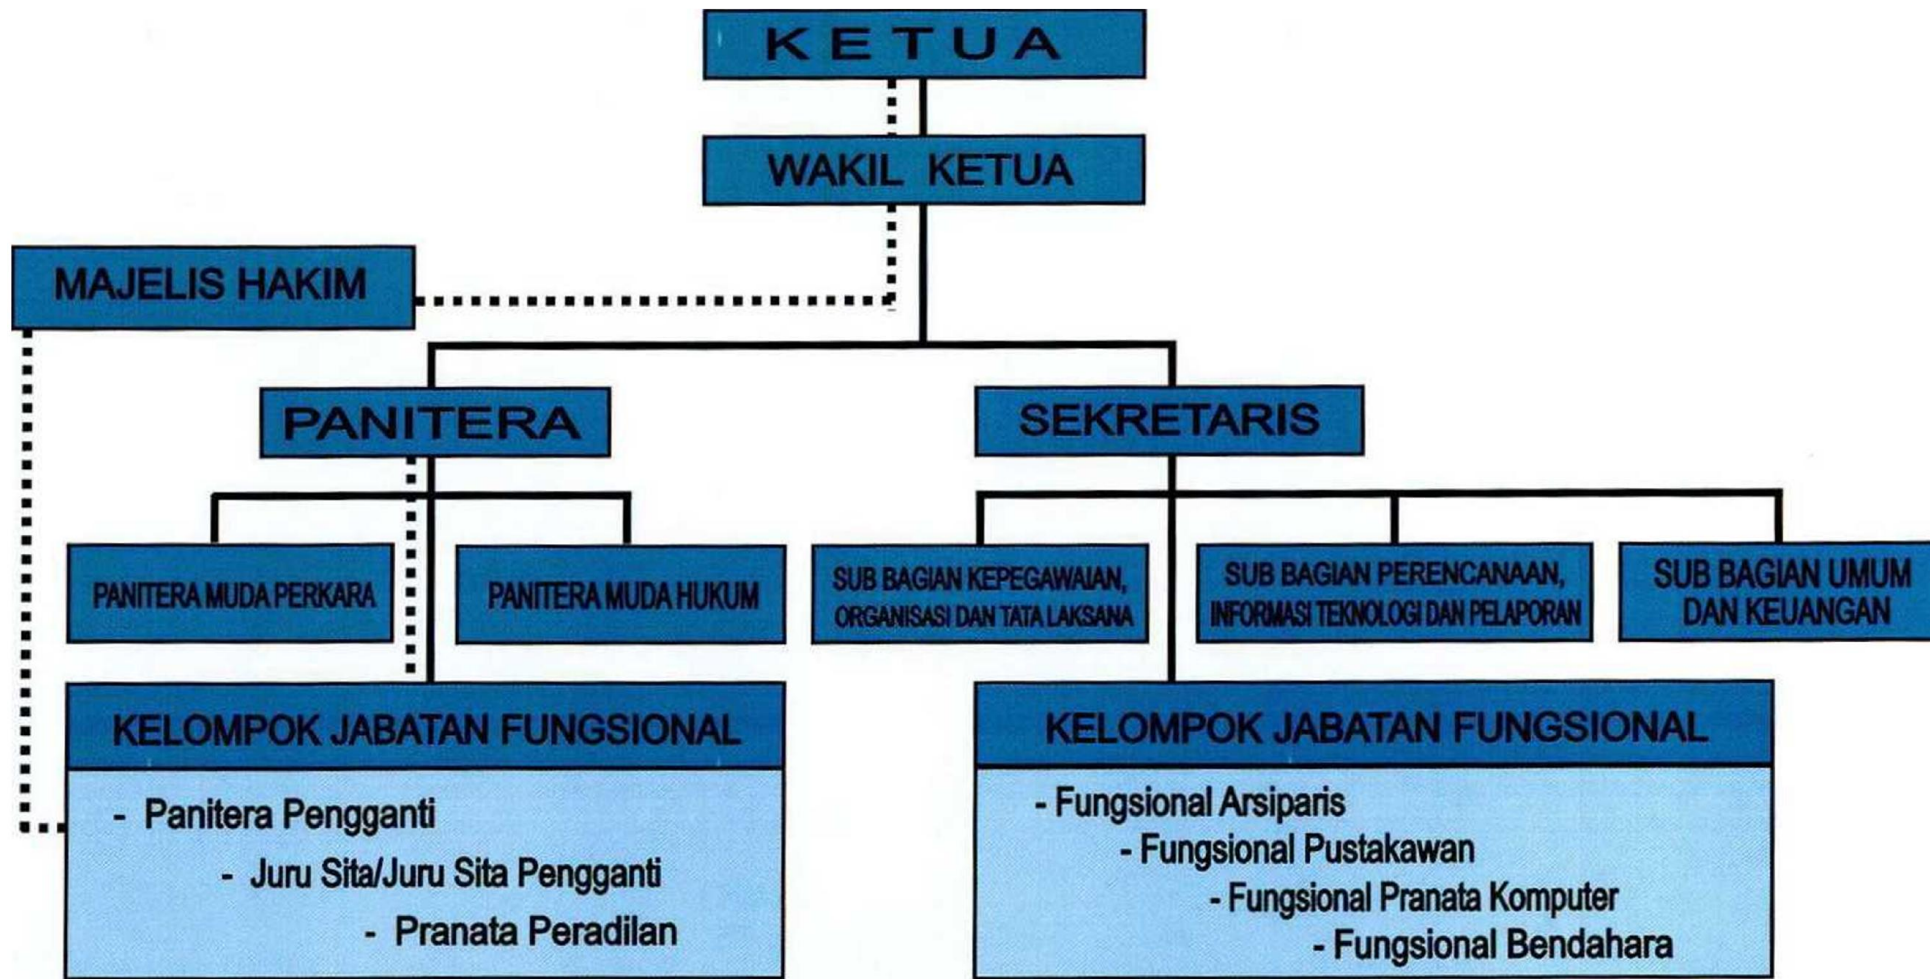 KETUA
WAKIL KETUA
MAJELIS HAKIM
PANITERA
SEKRETARIS
PANITERA MUDA PERKARA
PANITERA MUDA HUKUM
SUB BAGIAN KEPEGAWAIAN,
ORGANISASI DAN TATA LAKSANA
SUB BAGIAN PERENCANAAN,
INFORMASI TEKNOLOGI DAN PELAPORAN
SUB BAGIAN UMUM
DAN KEUANGAN
KELOMPOK JABATAN FUNGSIONAL
- Panitera Pengganti
- Juru Sita/Juru Sita Pengganti
- Pranata Peradilan
KELOMPOK JABATAN FUNGSIONAL
- Fungsional Arsiparis
- Fungsional Pustakawan
- Fungsional Pranata Komputer
- Fungsional Bendahara